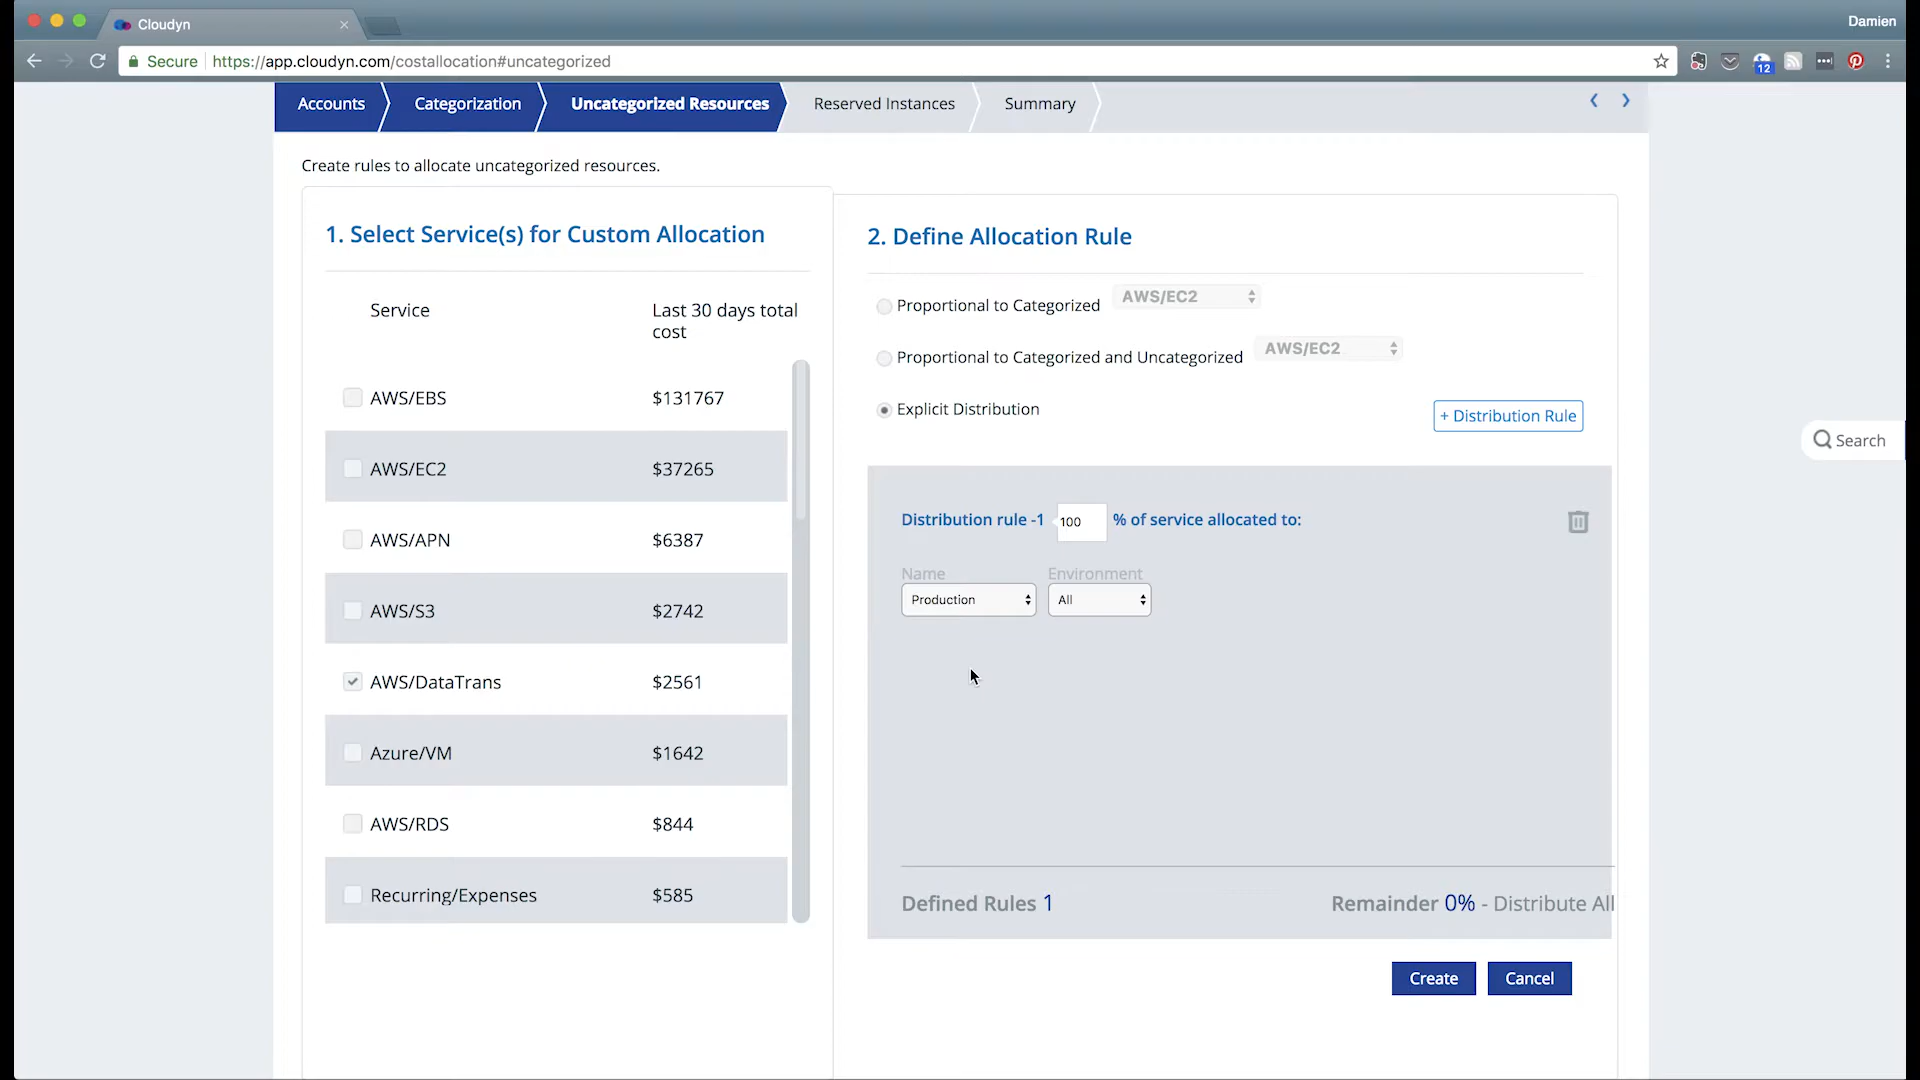 Cloudyn
Damien
Secure https://app.cloudyn.com/costallocation#uncategorized
12
Accounts Categorization Uncategorized Resources Reserved Instances Summary
Create rules to allocate uncategorized resources.
1. Select Service(s) for Custom Allocation
Service Last 30 days total
cost
AWS/EBS $131767
AWS/EC2 $37265
AWS/APN $6387
AWS/S3 $2742
AWS/DataTrans $2561
Azure/VM $1642
AWS/RDS $844
Recurring/Expenses $585
2. Define Allocation Rule
Proportional to Categorized AWS/EC2
Proportional to Categorized and Uncategorized AWS/EC2
Explicit Distribution + Distribution Rule
Distribution rule -1 100 % of service allocated to:
Name Environment
Production All
Defined Rules 1 Remainder 0% - Distribute All
Create Cancel
Search